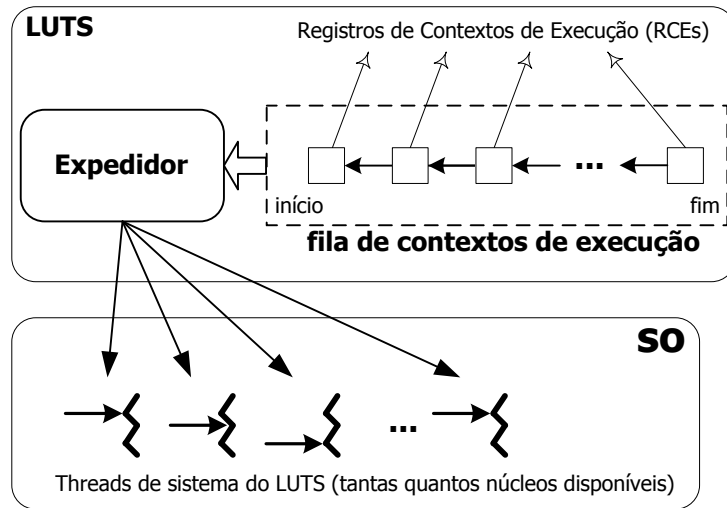 LUTS
Registros de Contextos de Execução (RCEs)
Expedidor
...
início
fim
fila de contextos de execução
SO
...
Threads de sistema do LUTS (tantas quantos núcleos disponíveis)